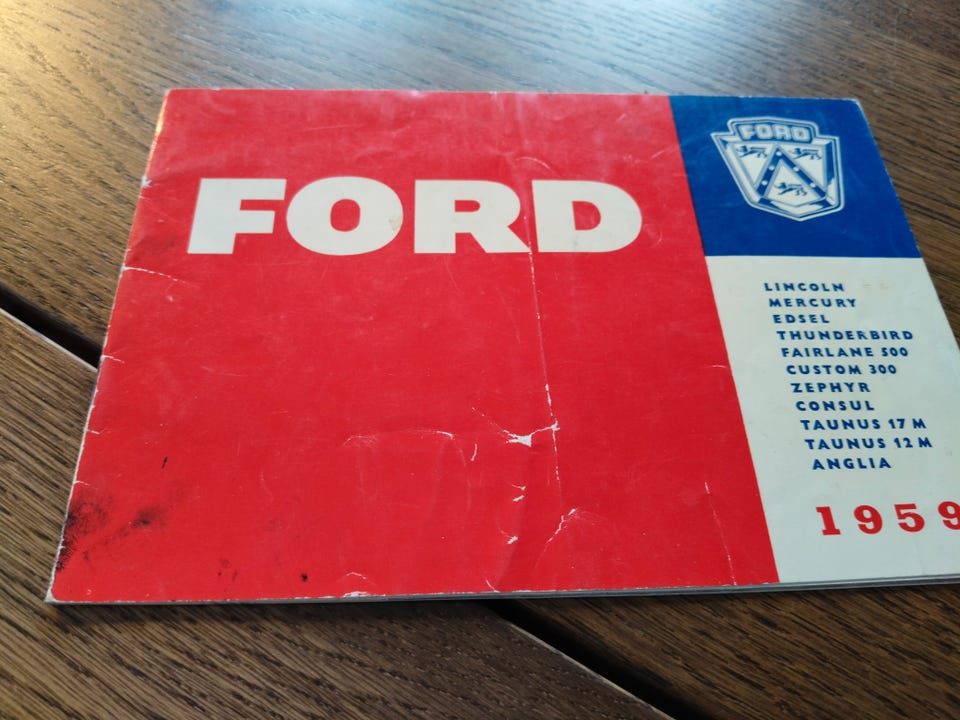 FORD
FORD
LINCOLN
MERCURY
EDSEL
THUNDERBIRD
FAIRLANE 500
CUSTOM 300
ZEPHYR
CONSUL
TAUNUS 17 M
TAUNUS 12 M
ANGLIA
1959